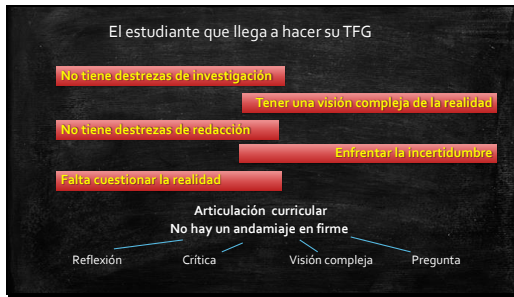 El estudiante que llega a hacer su TFG
No tiene destrezas de investigación
Tener una visión compleja de la realidad
No tiene destrezas de redacción
Enfrentar la incertidumbre
Falta cuestionar la realidad
Articulación curricular
No hay un andamiaje en firme
Reflexión Crítica Visión compleja Pregunta